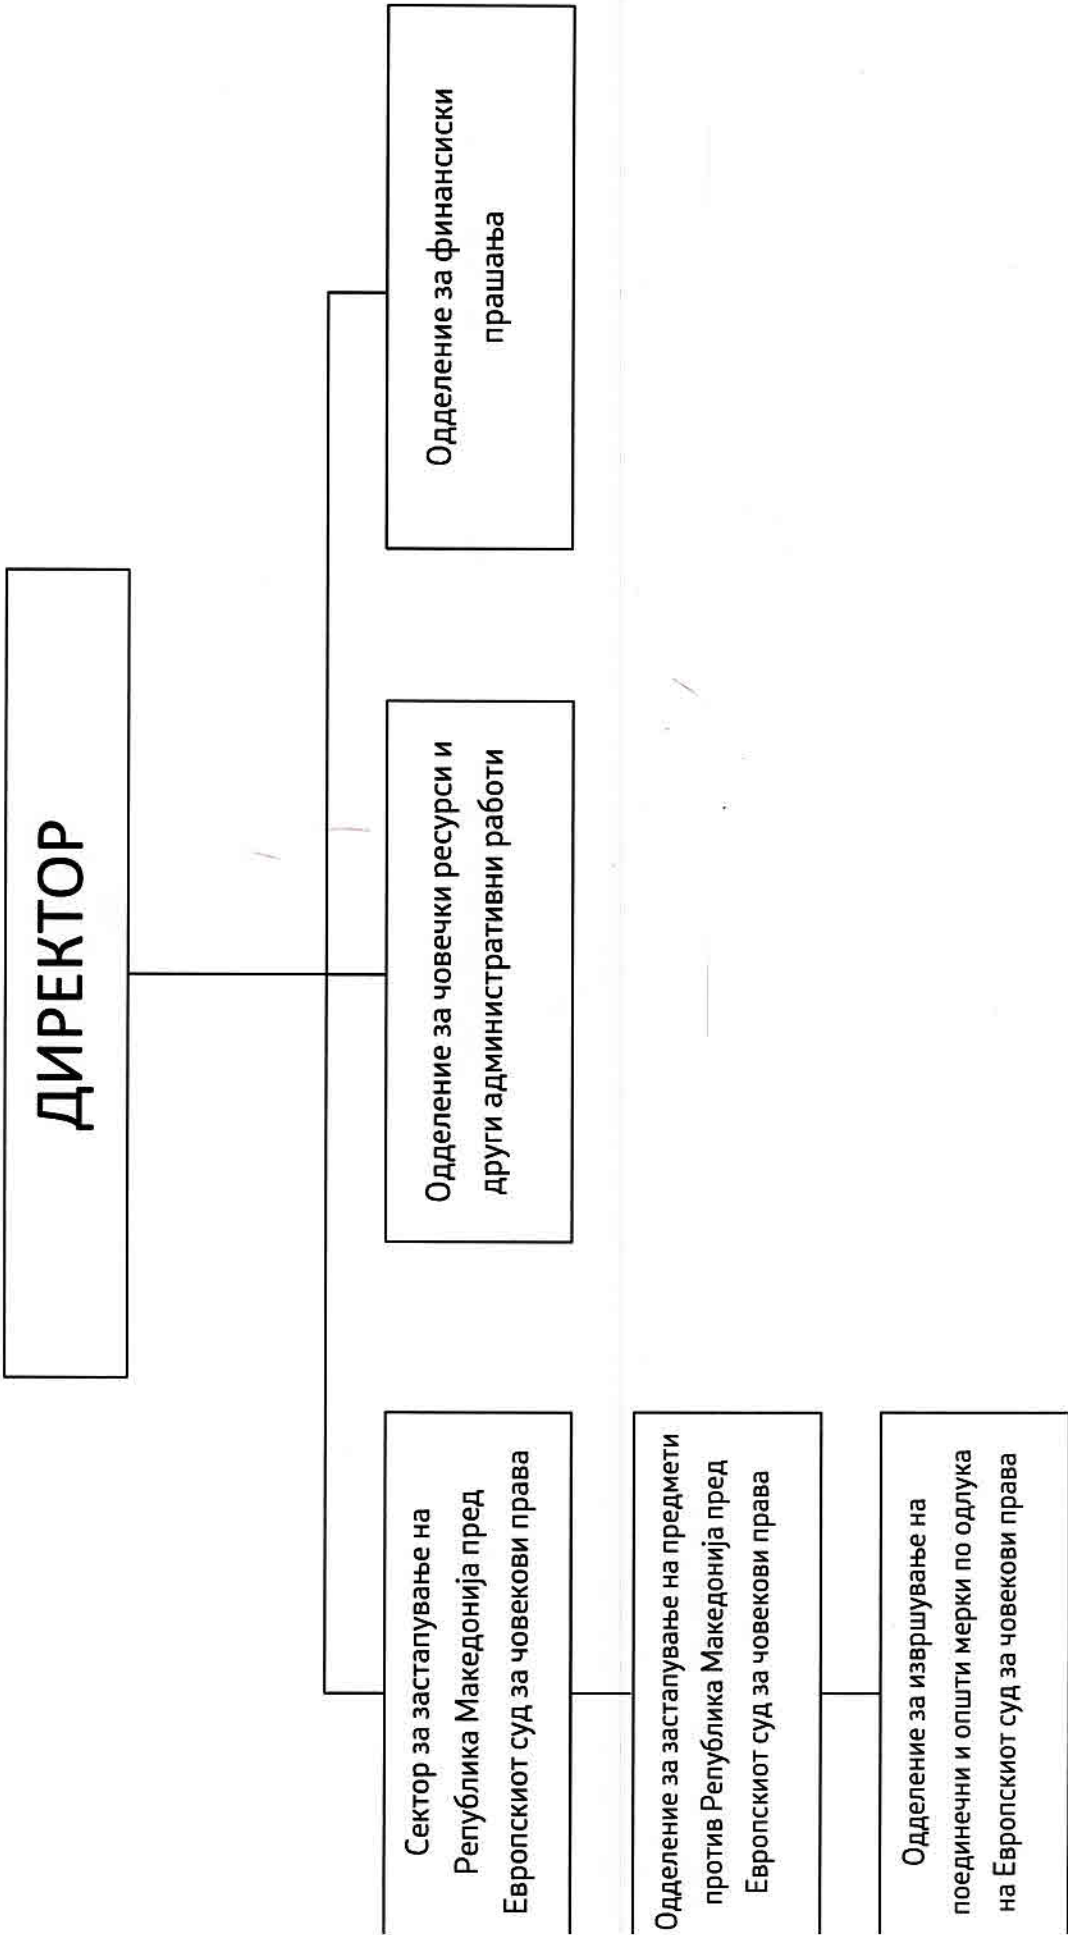 ДИРЕКТОР
Сектор за застапување на
Република Македонија пред
Европскиот суд за човекови права
Одделение за застапување на предмети
против Република Македонија пред
Европскиот суд за човекови права
Одделение за извршување на
поединечни и општи мерки по одлука
на Европскиот суд за човекови права
Одделение за човечки ресурси и
други административни работи
Одделение за финансиски
прашања